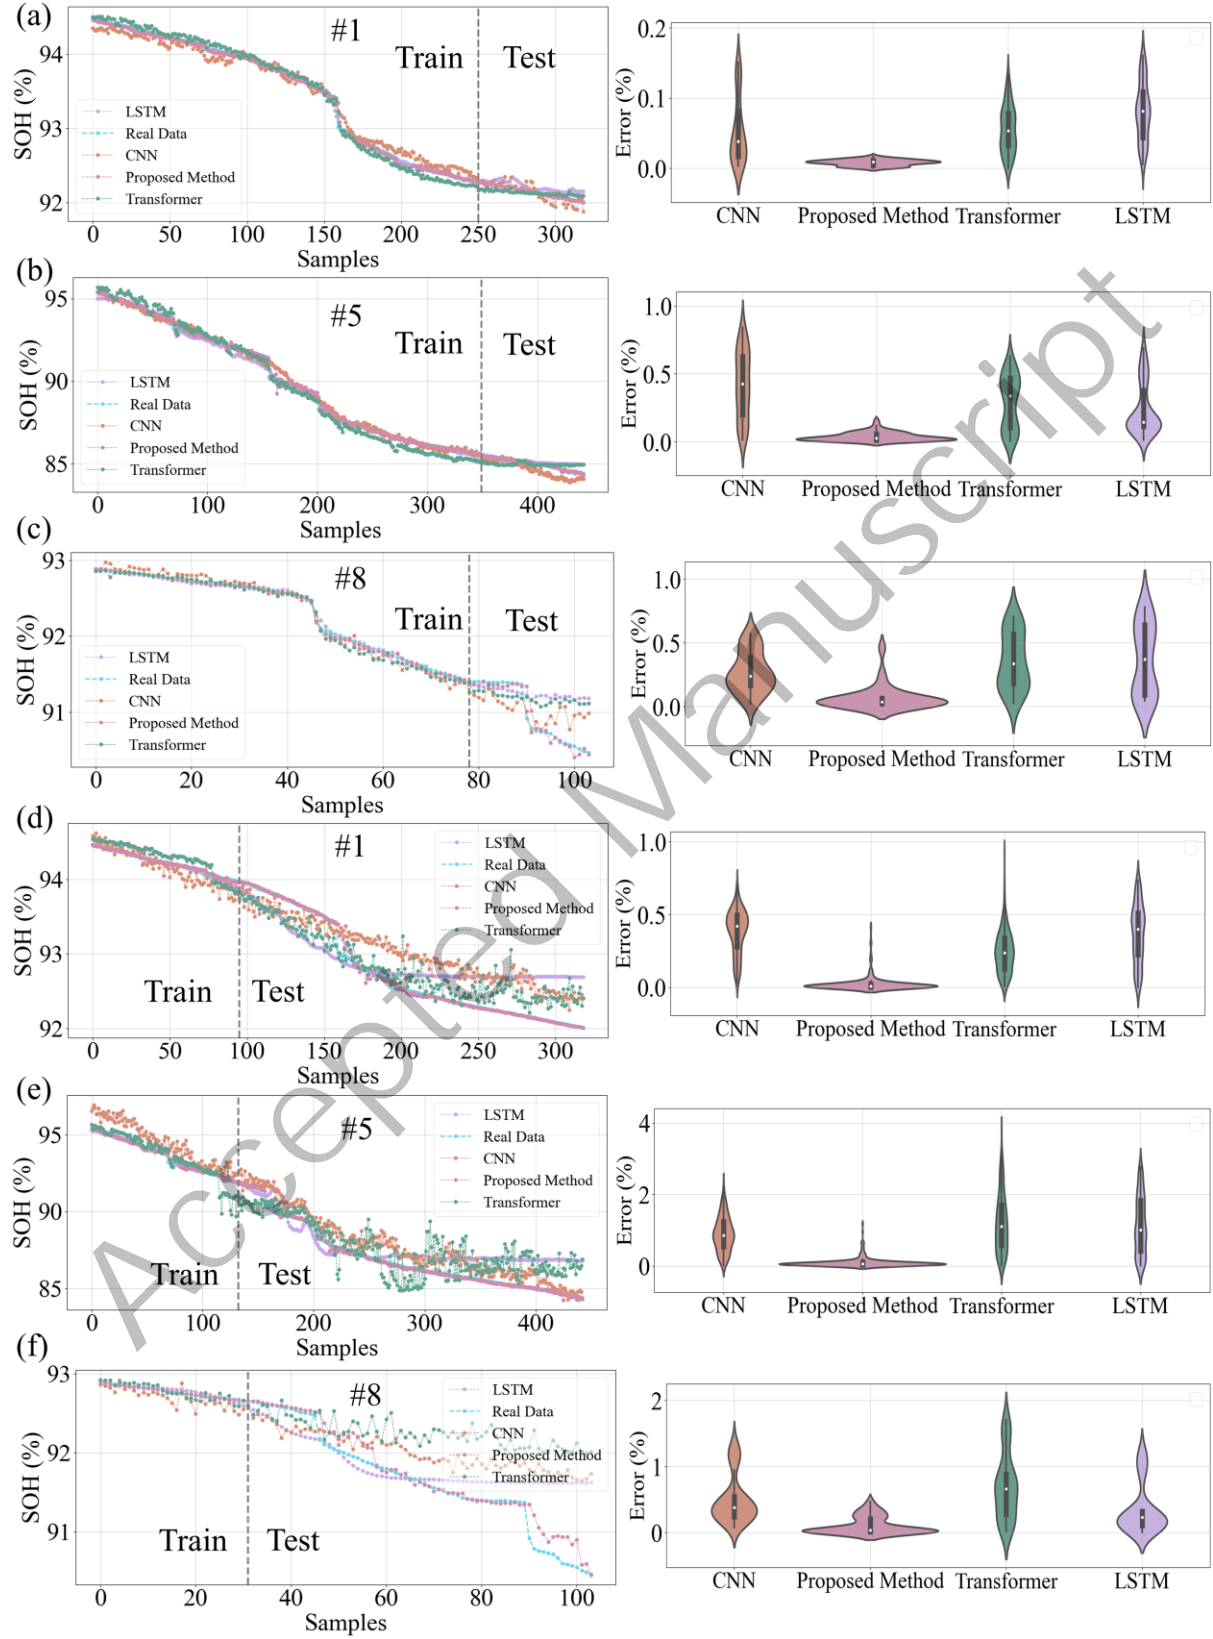 (a)
#1
Train
Test
SOH (%)
94
93
92
LSTM
Real Data
CNN
Proposed Method
Transformer
0 50 100 150 200 250 300
Samples
Error (%)
0.2
0.1
0.0
CNN Proposed Method Transformer LSTM
(b)
#5
Train
Test
SOH (%)
95
90
85
LSTM
Real Data
CNN
Proposed Method
Transformer
0 100 200 300 400
Samples
Error (%)
1.0
0.5
0.0
CNN Proposed Method Transformer LSTM
(c)
#8
Train
Test
SOH (%)
93
92
91
LSTM
Real Data
CNN
Proposed Method
Transformer
0 20 40 60 80 100
Samples
Error (%)
1.0
0.5
0.0
CNN Proposed Method Transformer LSTM
(d)
#1
Train
Test
SOH (%)
94
93
92
LSTM
Real Data
CNN
Proposed Method
Transformer
0 50 100 150 200 250 300
Samples
Error (%)
1.0
0.5
0.0
CNN Proposed Method Transformer LSTM
(e)
#5
Train
Test
SOH (%)
95
90
85
LSTM
Real Data
CNN
Proposed Method
Transformer
0 100 200 300 400
Samples
Error (%)
4
2
0
CNN Proposed Method Transformer LSTM
(f)
#8
Train
Test
SOH (%)
93
92
91
LSTM
Real Data
CNN
Proposed Method
Transformer
0 20 40 60 80 100
Samples
Error (%)
2
1
0
CNN Proposed Method Transformer LSTM
Accepted Manuscript